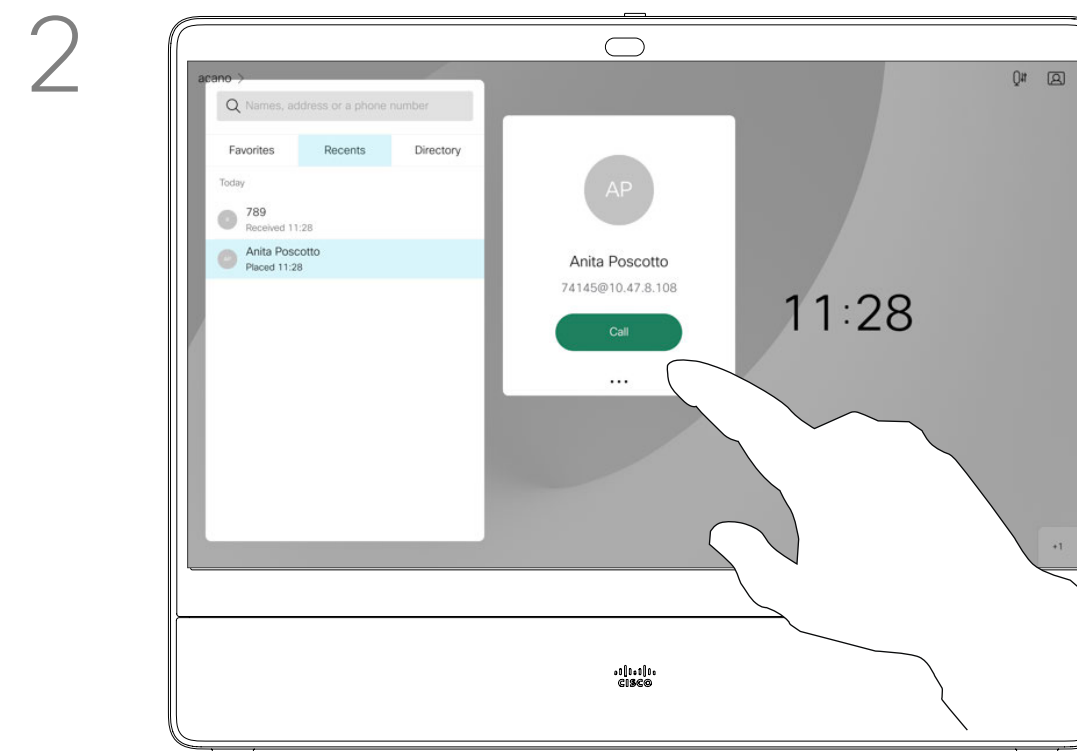 2
acano >
Names, address or a phone number
Favorites Recents Directory
Today
789
Received 11:28
AP Anita Poscotto
Placed 11:28
AP
Anita Poscotto
74145@10.47.8.108
Call
...
11:28
+1
CISCO